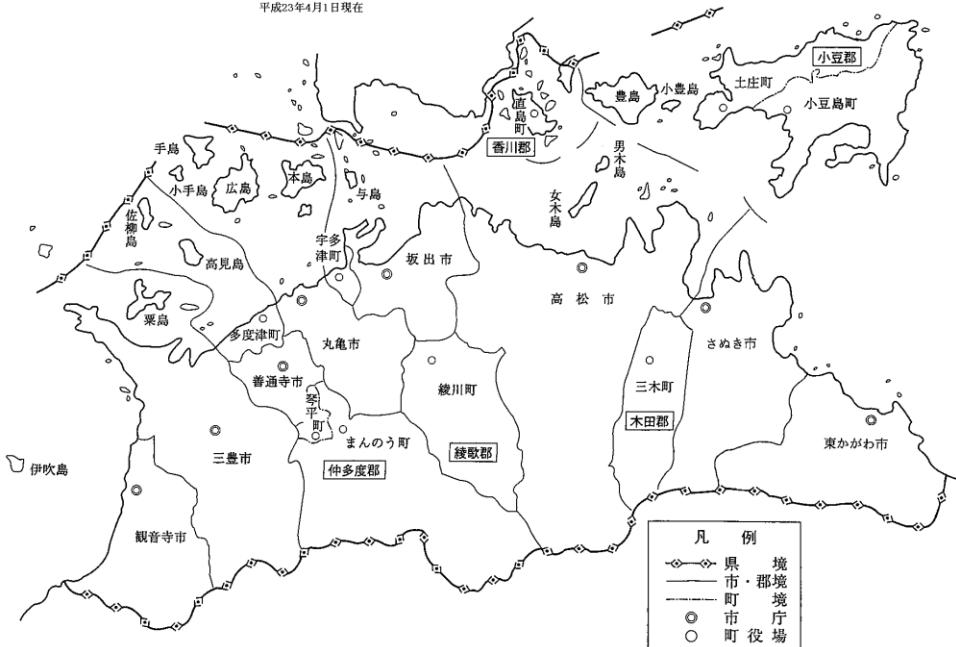 平成23年4月1日現在
小豆郡
土庄町
小豆島町
豊島
小豊島
直島町
香川郡
男木島
女木島
手島
小手島
広島
本島
与島
佐柳島
高見島
粟島
宇多津町
坂出市
高松市
多度津町
丸亀市
さぬき市
善通寺市
琴平町
綾川町
三木町
木田郡
まんのう町
仲多度郡
綾歌郡
東かがわ市
三豊市
伊吹島
観音寺市
凡例
県境
市・郡境
町境
市庁
町役場